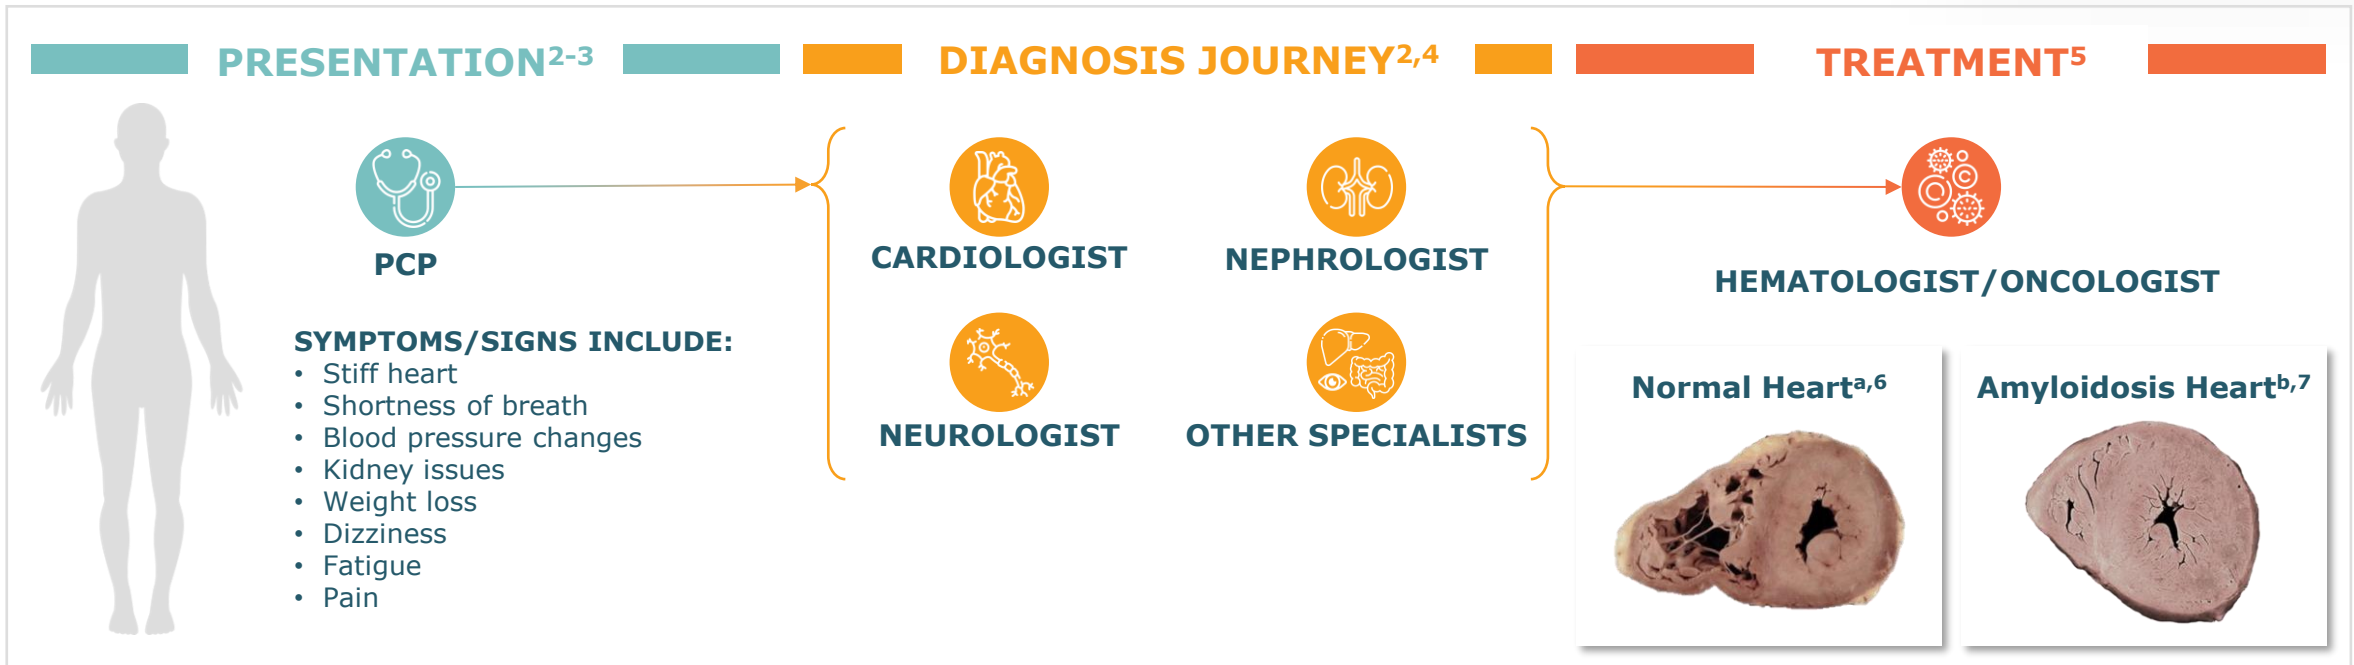 PRESENTATION2-3
DIAGNOSIS JOURNEY2,4
TREATMENT5
PCP
SYMPTOMS/SIGNS INCLUDE:
• Stiff heart
• Shortness of breath
• Blood pressure changes
• Kidney issues
• Weight loss
• Dizziness
• Fatigue
• Pain
CARDIOLOGIST
NEPHROLOGIST
NEUROLOGIST
OTHER SPECIALISTS
HEMATOLOGIST/ONCOLOGIST
Normal Hearta,6
Amyloidosis Heartb,7